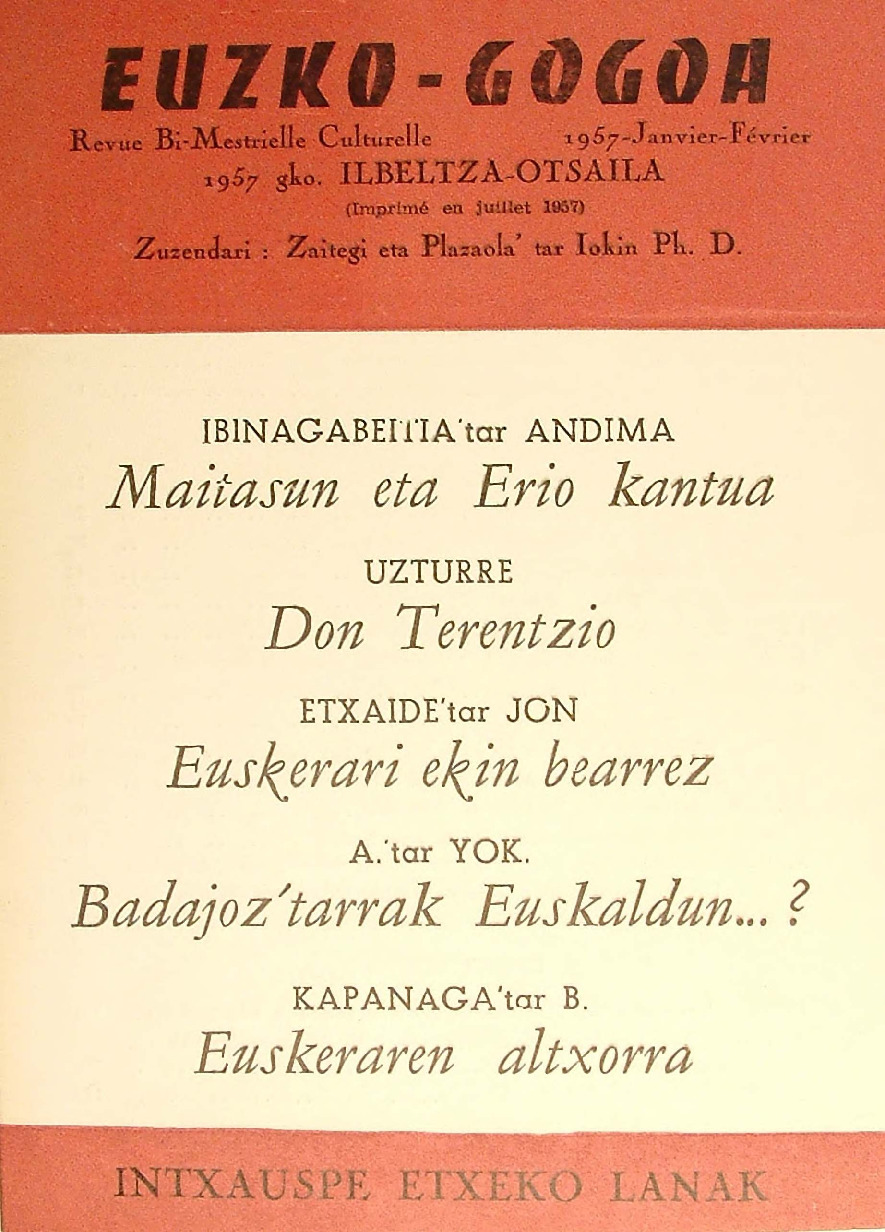 EUZKO-GOGOA
Revue Bi-Mestrielle Culturelle 1957-Janvier-Février
1957 gko. ILBELTZA-OTSAILA
(Imprimé en juillet 1957)
Zuzendari : Zaitegi eta Plazaola' tar Iokin Ph. D.
IBINAGABEITIA'tar ANDIMA
Maitasun eta Erio kantua
UZTURRE
Don Terentzio
ETXAIDE'tar JON
Euskerari ekin bearrez
A.'tar YOK.
Badajoz'tarrak Euskaldun... ?
KAPANAGA'tar B.
Euskeraren altxorra
INTXAUSPE ETXEKO LANAK